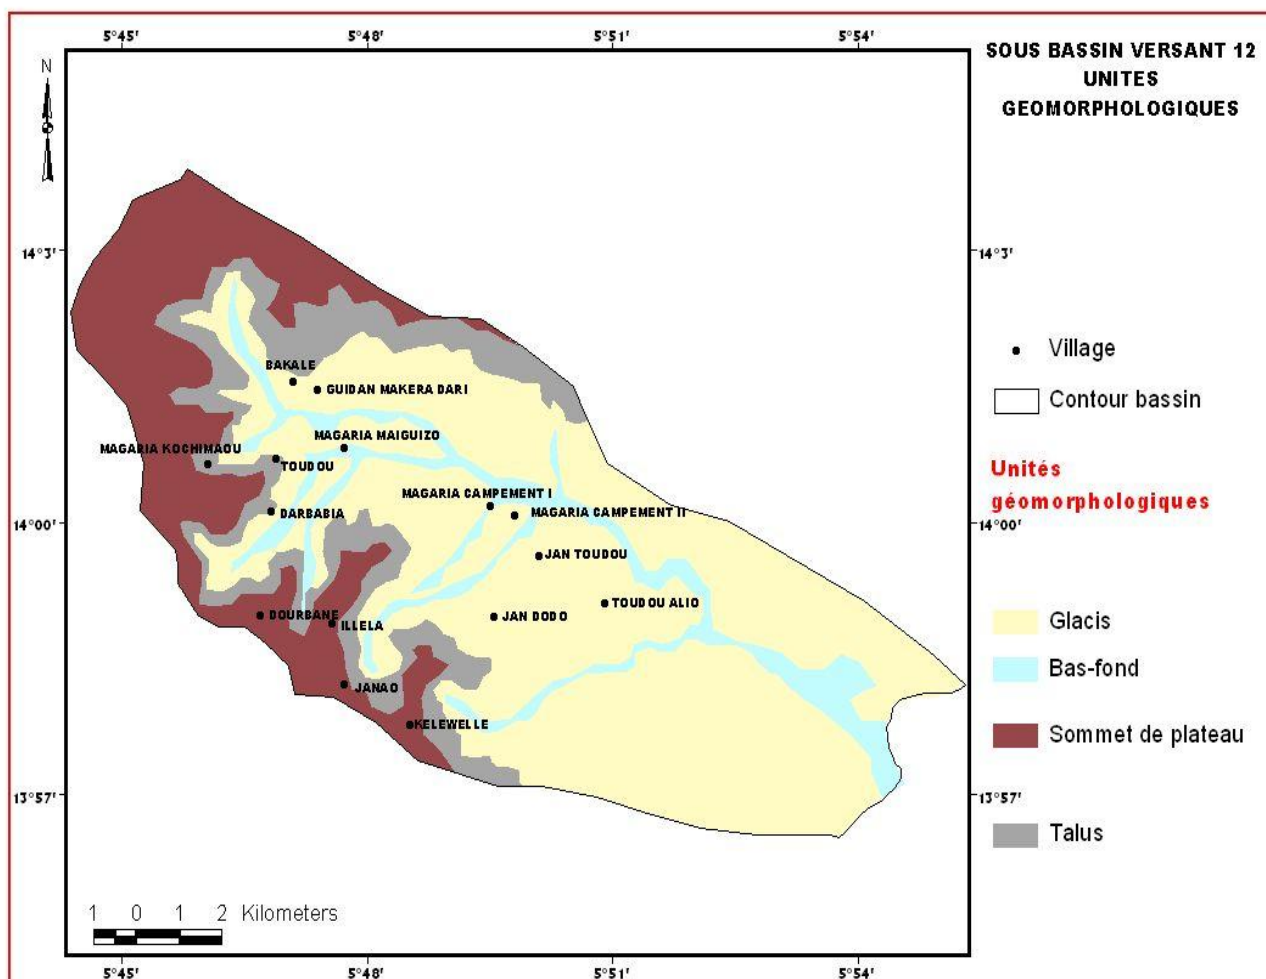 5°45'
5°48'
5°51'
5°54'
SOUS BASSIN VERSANT 12
UNITES
GEOMORPHOLOGIQUES
N
14°3'
14°3'
Village
Contour bassin
BAKALE
GUIDAN MAKERA DARI
MAGARIA MAIGUIZO
MAGARIA KOCHIMAOU
TOUDOU
Unités
géomorphologiques
MAGARIA CAMPEMENT I
DARBABIA
MAGARIA CAMPEMENT II
14°00'
14°00'
JAN TOUDOU
TOUDOU ALIO
DOURBANE
JAN DODO
ILLELA
Glacis
Bas-fond
JANAO
KELEWELLE
Sommet de plateau
13°57'
13°57'
Talus
1 0 1 2 Kilometers
5°45'
5°48'
5°51'
5°54'